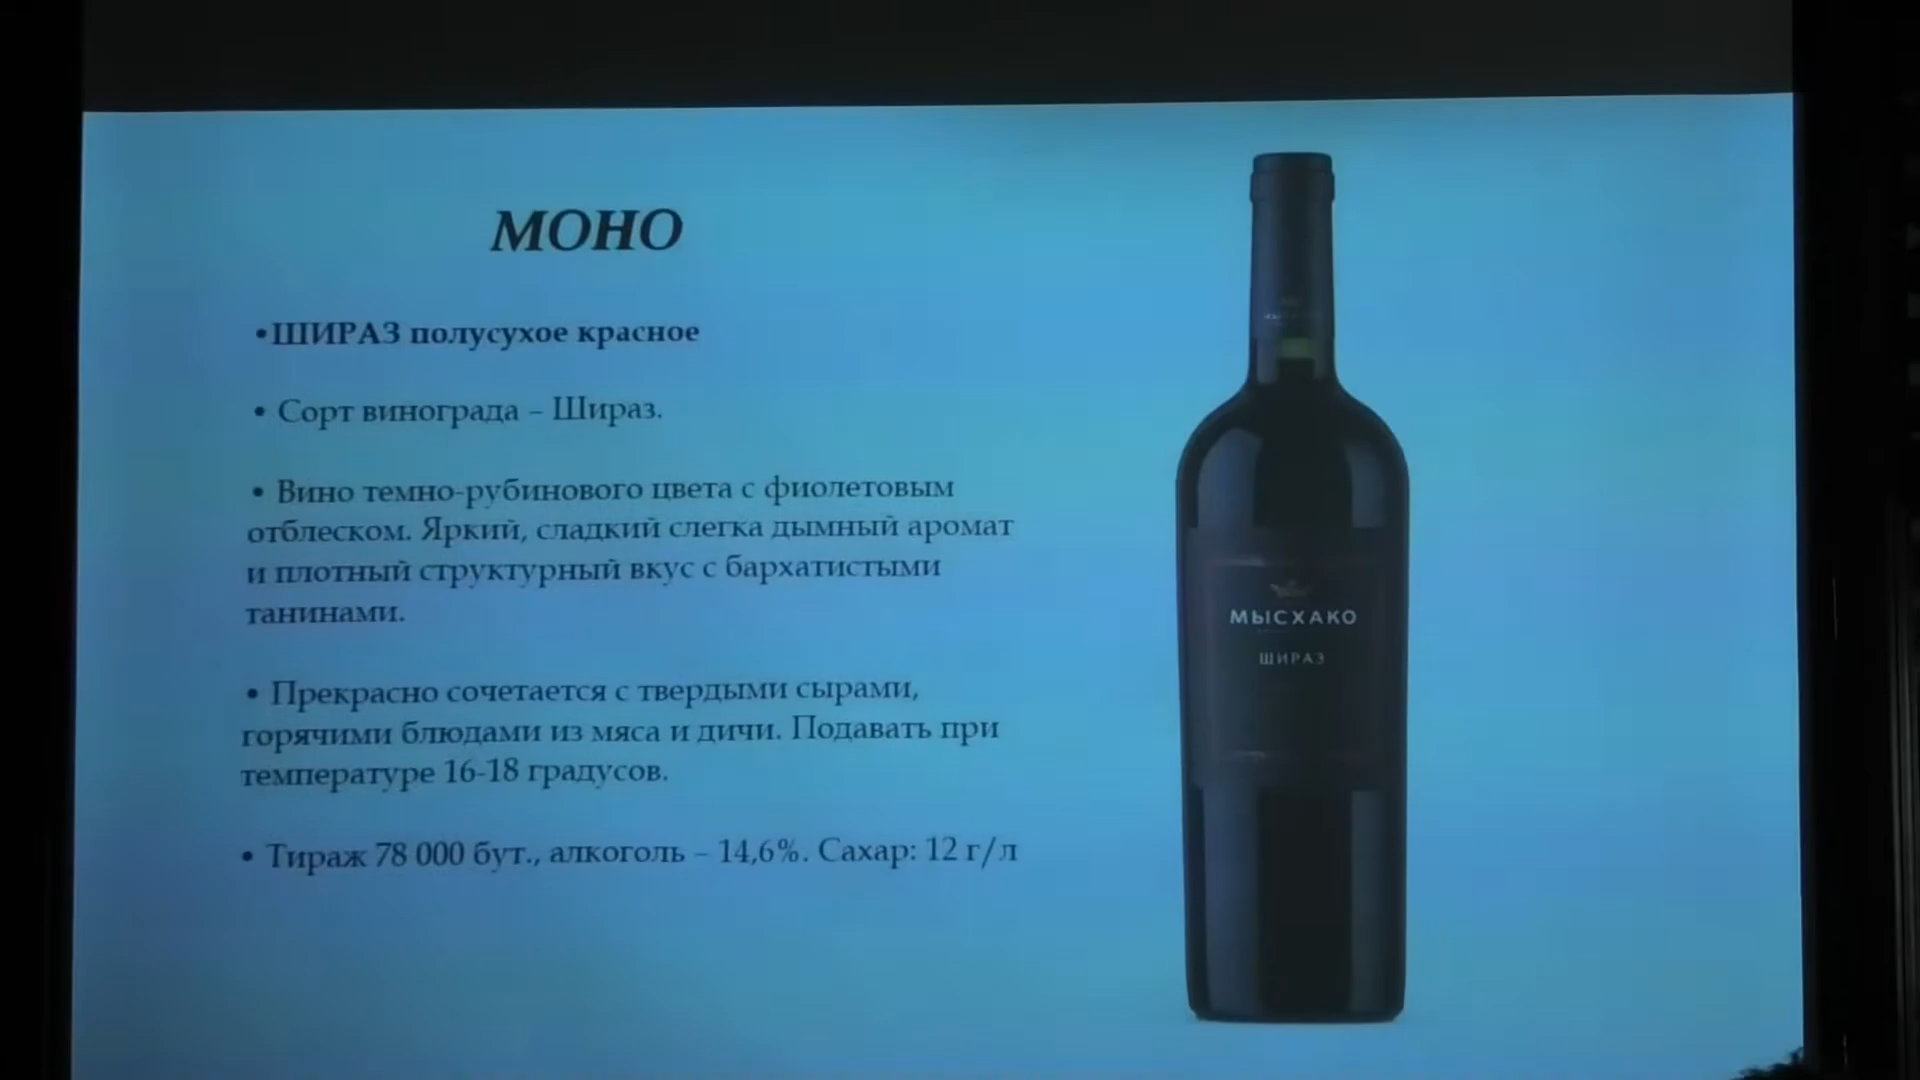 МОНО
•ШИРАЗ полусухое красное
• Сорт винограда – Шираз.
• Вино темно-рубинового цвета с фиолетовым
отблеском. Яркий, сладкий слегка дымный аромат
и плотный структурный вкус с бархатистыми
танинами.
• Прекрасно сочетается с твердыми сырами,
горячими блюдами из мяса и дичи. Подавать при
температуре 16-18 градусов.
• Тираж 78 000 бут., алкоголь – 14,6%. Сахар: 12 г/л
МЫСХАКО
ШИРАЗ